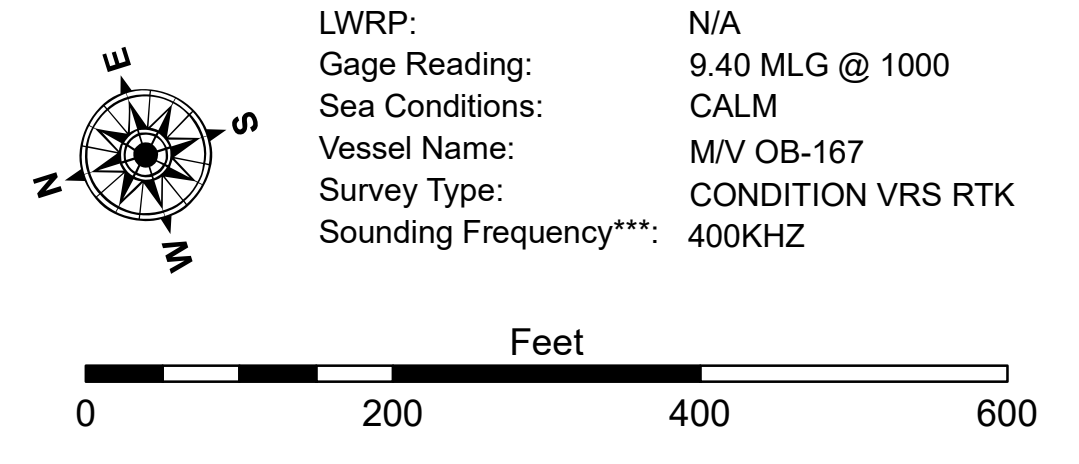 E
S
N
W
LWRP: N/A
Gage Reading: 9.40 MLG @ 1000
Sea Conditions: CALM
Vessel Name: M/V OB-167
Survey Type: CONDITION VRS RTK
Sounding Frequency***: 400KHZ
Feet
0 200 400 600